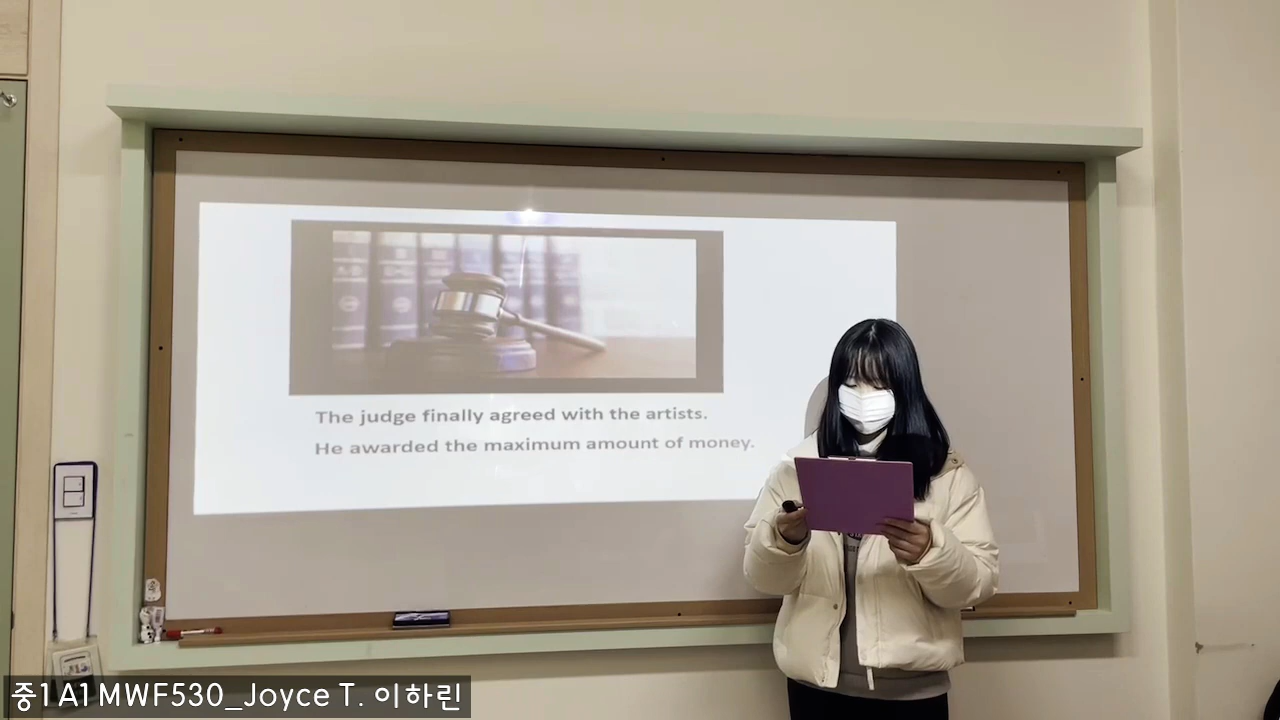 The judge finally agreed with the artists.
He awarded the maximum amount of money.
중1 A1 MWF530_Joyce T. 이하린